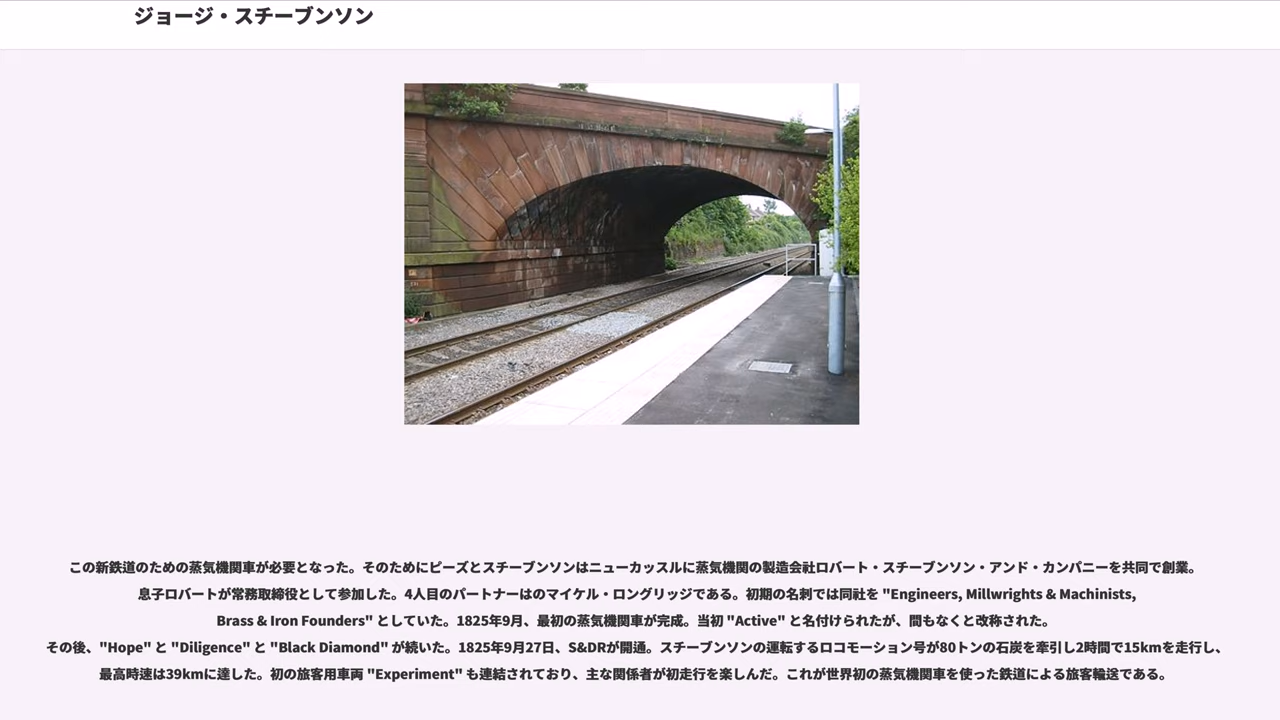 ジョージ・スチーブンソン
この新鉄道のための蒸気機関車が必要となった。そのためにピーズとスチーブンソンはニューカッスルに蒸気機関の製造会社ロバート・スチーブンソン・アンド・カンパニーを共同で創業。
息子ロバートが常務取締役として参加した。4人目のパートナーはのマイケル・ロングリッジである。初期の名刺では同社を "Engineers, Millwrights & Machinists,
Brass & Iron Founders" としていた。1825年9月、最初の蒸気機関車が完成。当初 "Active" と名付けられたが、間もなくと改称された。
その後、"Hope" と "Diligence" と "Black Diamond" が続いた。1825年9月27日、S&DRが開通。スチーブンソンの運転するロコモーション号が80トンの石炭を牽引し2時間で15kmを走行し、
最高時速は39kmに達した。初の旅客用車両 "Experiment" も連結されており、主な関係者が初走行を楽しんだ。これが世界初の蒸気機関車を使った鉄道による旅客輸送である。